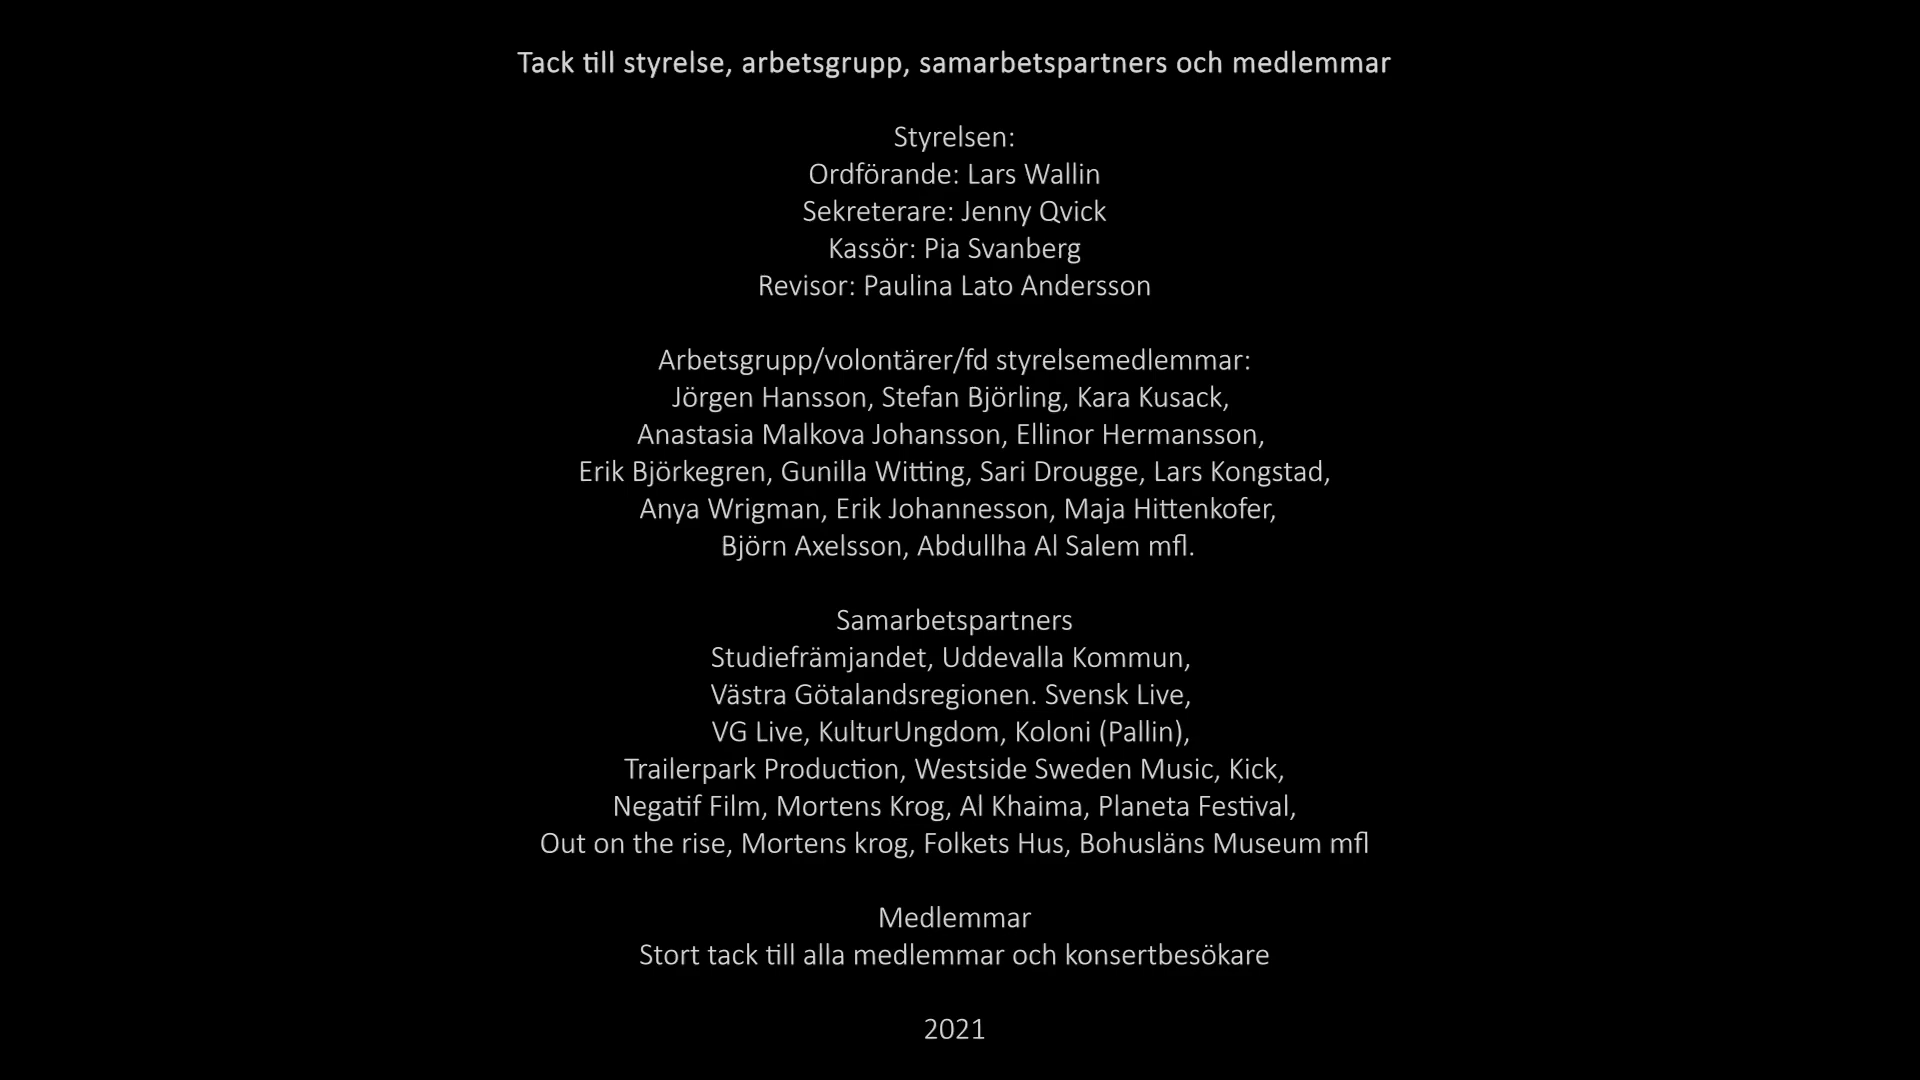 Tack till styrelse, arbetsgrupp, samarbetspartners och medlemmar
Styrelsen:
Ordförande: Lars Wallin
Sekreterare: Jenny Qvick
Kassör: Pia Svanberg
Revisor: Paulina Lato Andersson
Arbetsgrupp/volontärer/fd styrelsemedlemmar:
Jörgen Hansson, Stefan Björling, Kara Kusack,
Anastasia Malkova Johansson, Ellinor Hermansson,
Erik Björkegren, Gunilla Witting, Sari Drougge, Lars Kongstad,
Anya Wrigman, Erik Johannesson, Maja Hittenkofer,
Björn Axelsson, Abdullha Al Salem mfl.
Samarbetspartners
Studiefrämjandet, Uddevalla Kommun,
Västra Götalandsregionen. Svensk Live,
VG Live, KulturUngdom, Koloni (Pallin),
Trailerpark Production, Westside Sweden Music, Kick,
Negatif Film, Mortens Krog, Al Khaima, Planeta Festival,
Out on the rise, Mortens krog, Folkets Hus, Bohusläns Museum mfl
Medlemmar
Stort tack till alla medlemmar och konsertbesökare
2021